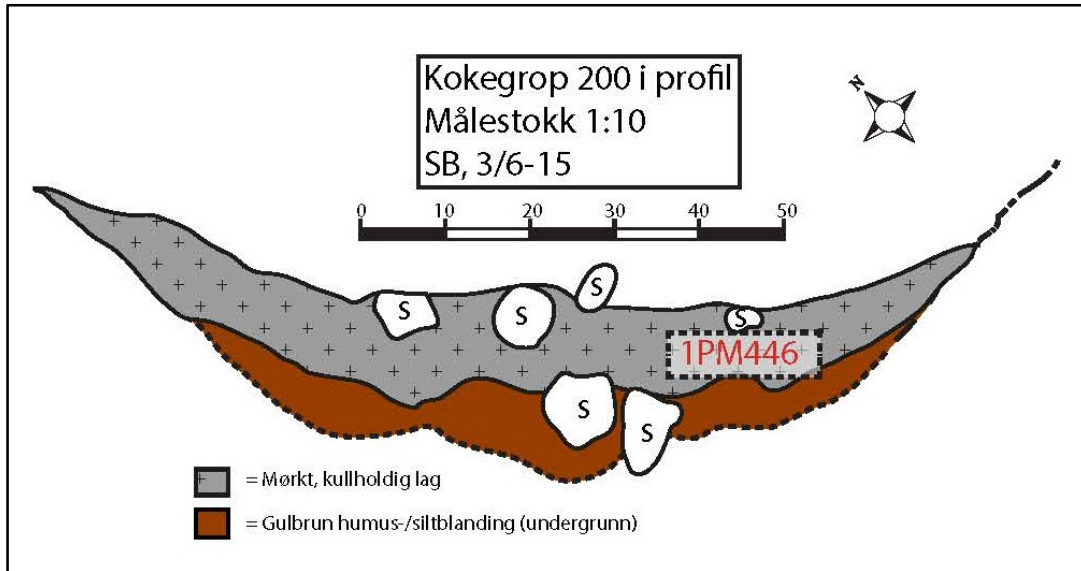 Kokegrop 200 i profil
Målestokk 1:10
SB, 3/6-15
N
0 10 20 30 40 50
S
S
S
S
1PM446
S
S
= Mørkt, kullholdig lag
= Gulbrun humus-/siltblanding (undergrunn)